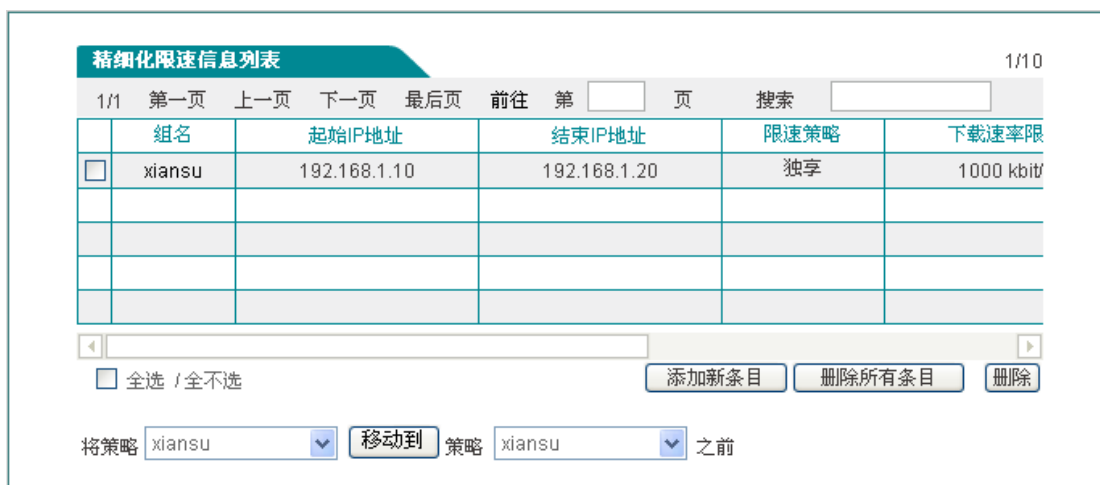 精细化限速信息列表 1/10
1/1 第一页 上一页 下一页 最后页 前往 第 页 搜索
组名 起始IP地址 结束IP地址 限速策略 下载速率限
xiansu 192.168.1.10 192.168.1.20 独享 1000 kbit/
全选 / 全不选 添加新条目 删除所有条目 删除
将策略 xiansu 移动到 策略 xiansu 之前